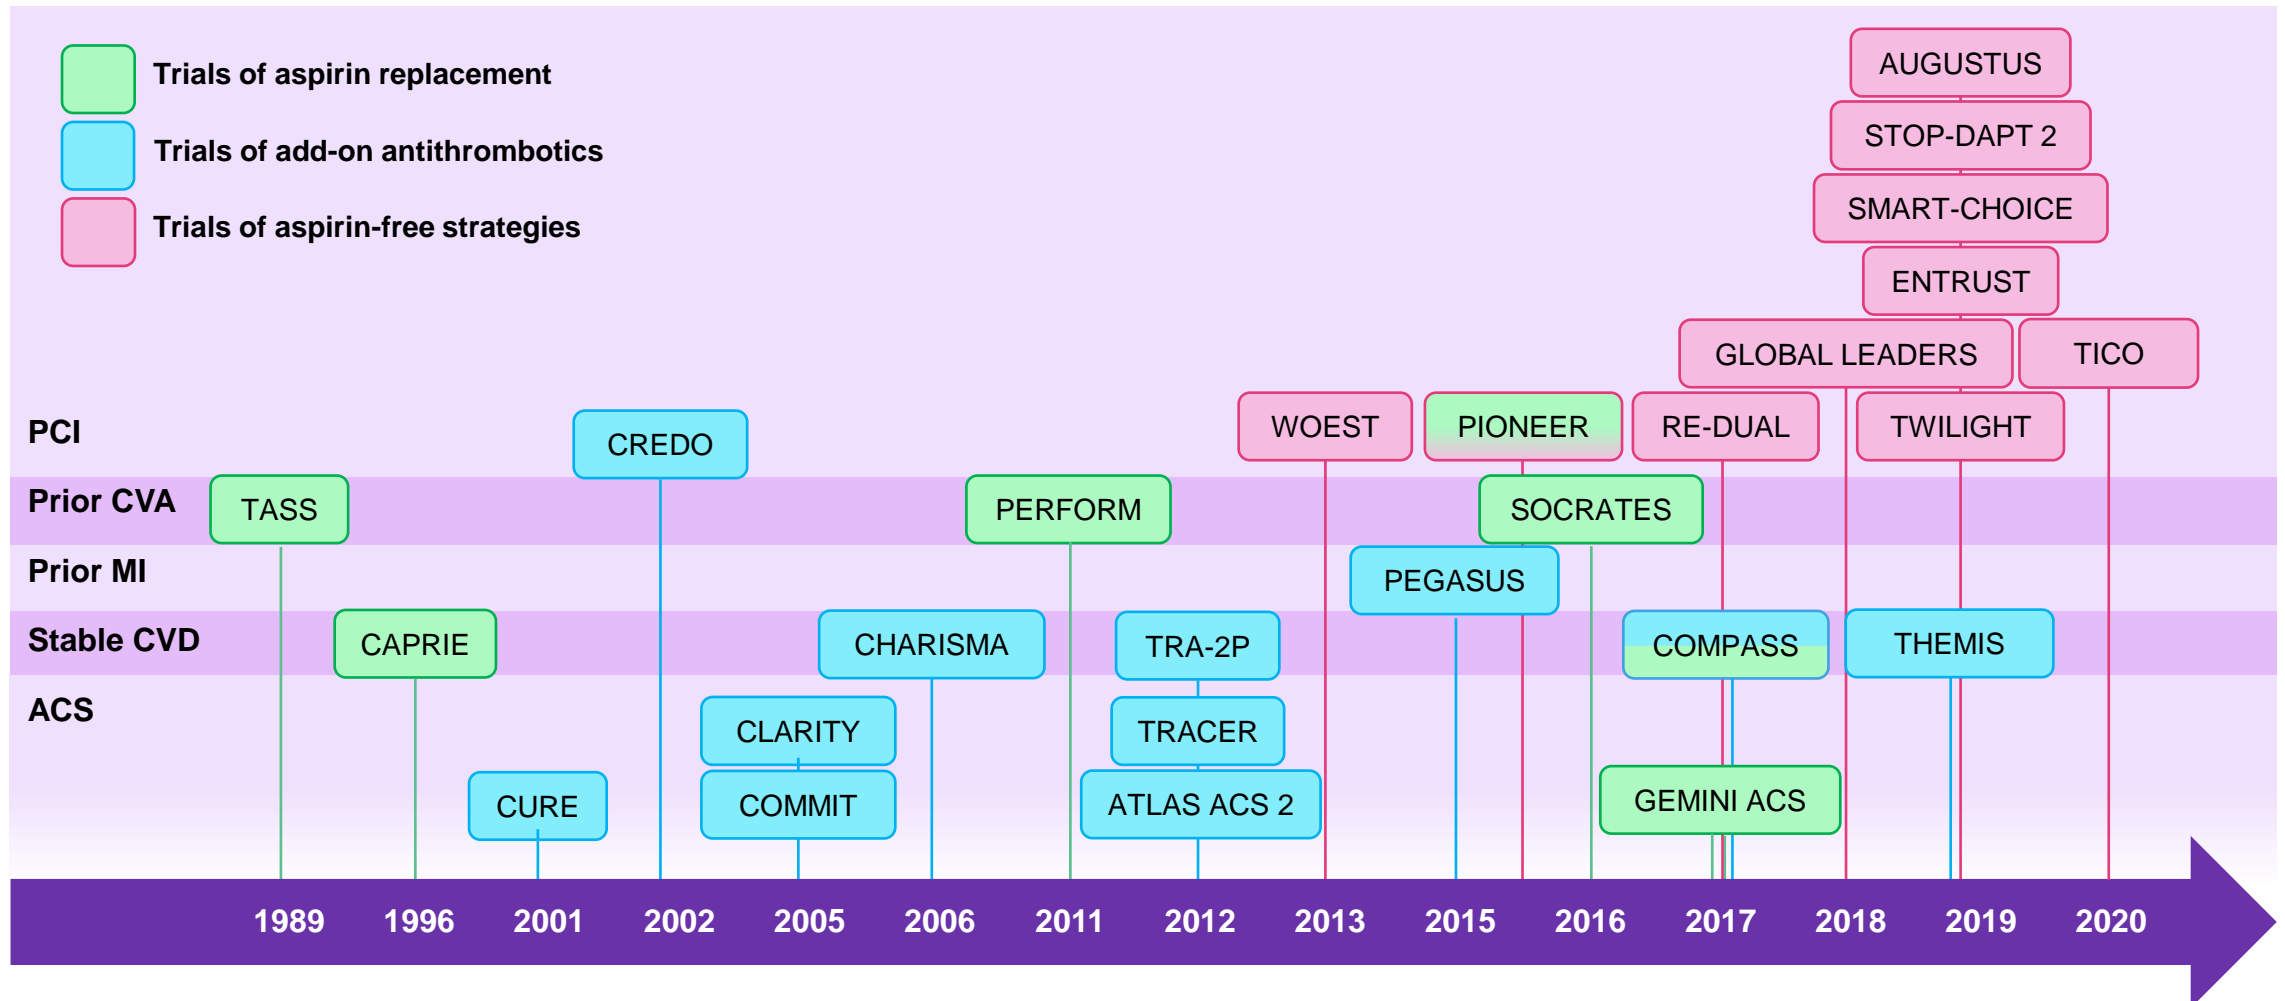 Trials of aspirin replacement
Trials of add-on antithrombotics
Trials of aspirin-free strategies
AUGUSTUS
STOP-DAPT 2
SMART-CHOICE
ENTRUST
GLOBAL LEADERS
TICO
PCI
CREDO
WOEST
PIONEER
RE-DUAL
TWILIGHT
Prior CVA
TASS
PERFORM
SOCRATES
Prior MI
PEGASUS
Stable CVD
CAPRIE
CHARISMA
TRA-2P
COMPASS
THEMIS
ACS
CLARITY
TRACER
CURE
COMMIT
ATLAS ACS 2
GEMINI ACS
1989 1996 2001 2002 2005 2006 2011 2012 2013 2015 2016 2017 2018 2019 2020